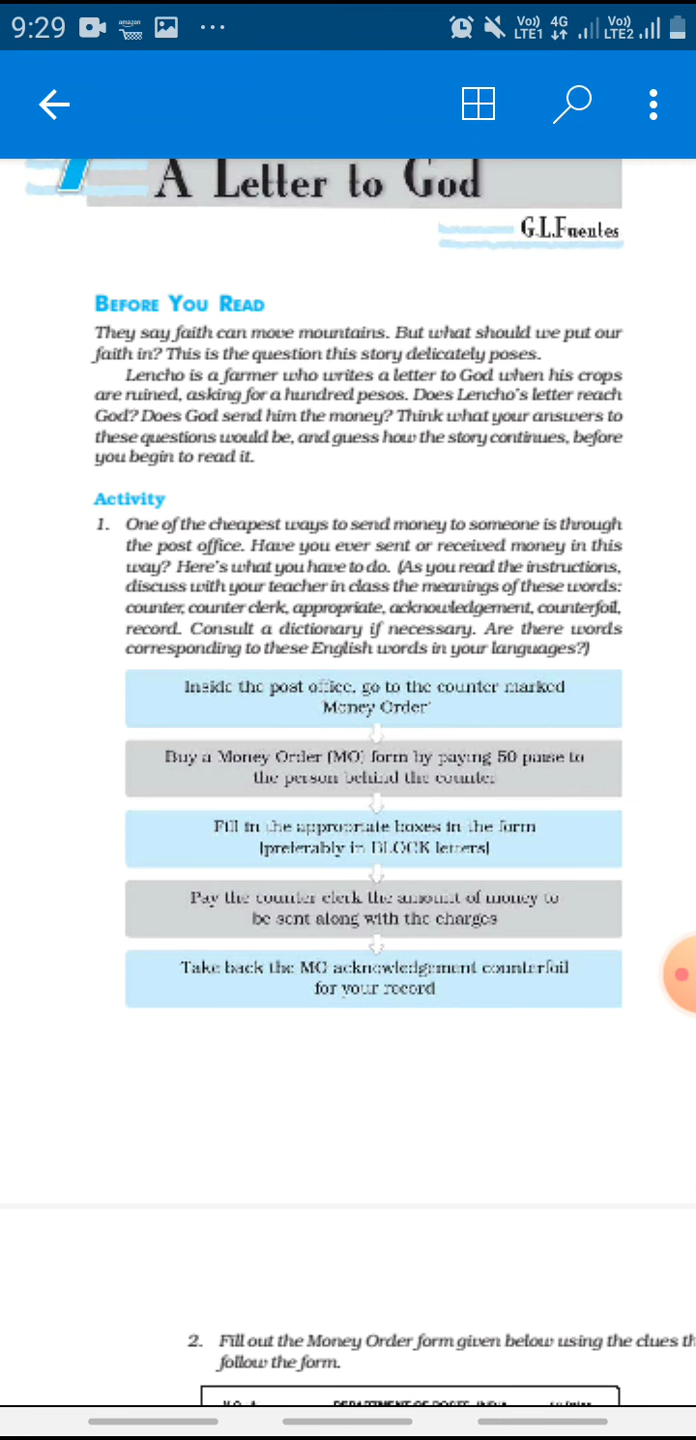 9:29 amazon ... Vo)) LTE1 4G Vo)) LTE2
1 A Letter to God
G.L.Fuentes
BEFORE YOU READ
They say faith can move mountains. But what should we put our
faith in? This is the question this story delicately poses.
Lencho is a farmer who writes a letter to God when his crops
are ruined, asking for a hundred pesos. Does Lencho's letter reach
God? Does God send him the money? Think what your answers to
these questions would be, and guess how the story continues, before
you begin to read it.
Activity
1. One of the cheapest ways to send money to someone is through
the post office. Have you ever sent or received money in this
way? Here's what you have to do. (As you read the instructions,
discuss with your teacher in class the meanings of these words:
counter, counter clerk, appropriate, acknowledgement, counterfoil,
record. Consult a dictionary if necessary. Are there words
corresponding to these English words in your languages?)
Inside the post office, go to the counter marked
'Money Order'
Buy a Money Order (MO) form by paying 50 paise to
the person behind the counter
Fill in the appropriate boxes in the form
(preferably in BLOCK letters)
Pay the counter clerk the amount of money to
be sent along with the charges
Take back the MO acknowledgement counterfoil
for your record
2. Fill out the Money Order form given below using the clues th
follow the form.
DEPARTMENT OF POSTS, INDIA